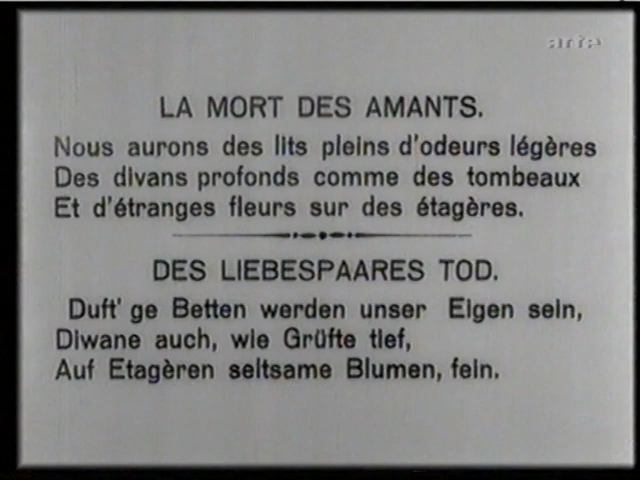 arte
LA MORT DES AMANTS.
Nous aurons des lits pleins d'odeurs légères
Des divans profonds comme des tombeaux
Et d'étranges fleurs sur des étagères.
DES LIEBESPAARES TOD.
Duft' ge Betten werden unser Eigen sein,
Diwane auch, wie Grüfte tief,
Auf Etagèren seltsame Blumen, fein.